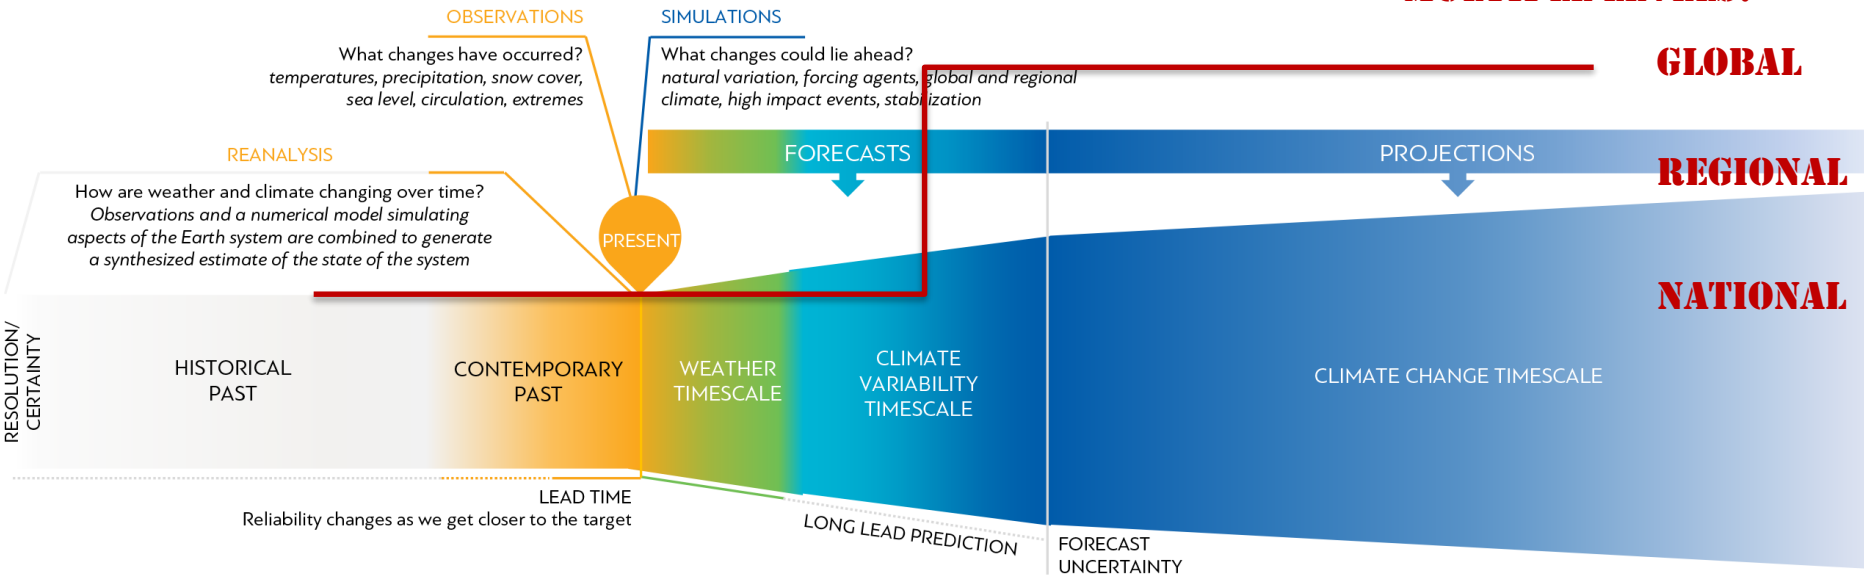 OBSERVATIONS
What changes have occurred?
temperatures, precipitation, snow cover,
sea level, circulation, extremes
SIMULATIONS
What changes could lie ahead?
natural variation, forcing agents, global and regional
climate, high impact events, stabilization
GLOBAL
REANALYSIS
How are weather and climate changing over time?
Observations and a numerical model simulating
aspects of the Earth system are combined to generate
a synthesized estimate of the state of the system
PRESENT
FORECASTS
PROJECTIONS
REGIONAL
NATIONAL
RESOLUTION/
CERTAINTY
HISTORICAL
PAST
CONTEMPORARY
PAST
WEATHER
TIMESCALE
CLIMATE
VARIABILITY
TIMESCALE
CLIMATE CHANGE TIMESCALE
LEAD TIME
Reliability changes as we get closer to the target
LONG LEAD PREDICTION
FORECAST
UNCERTAINTY